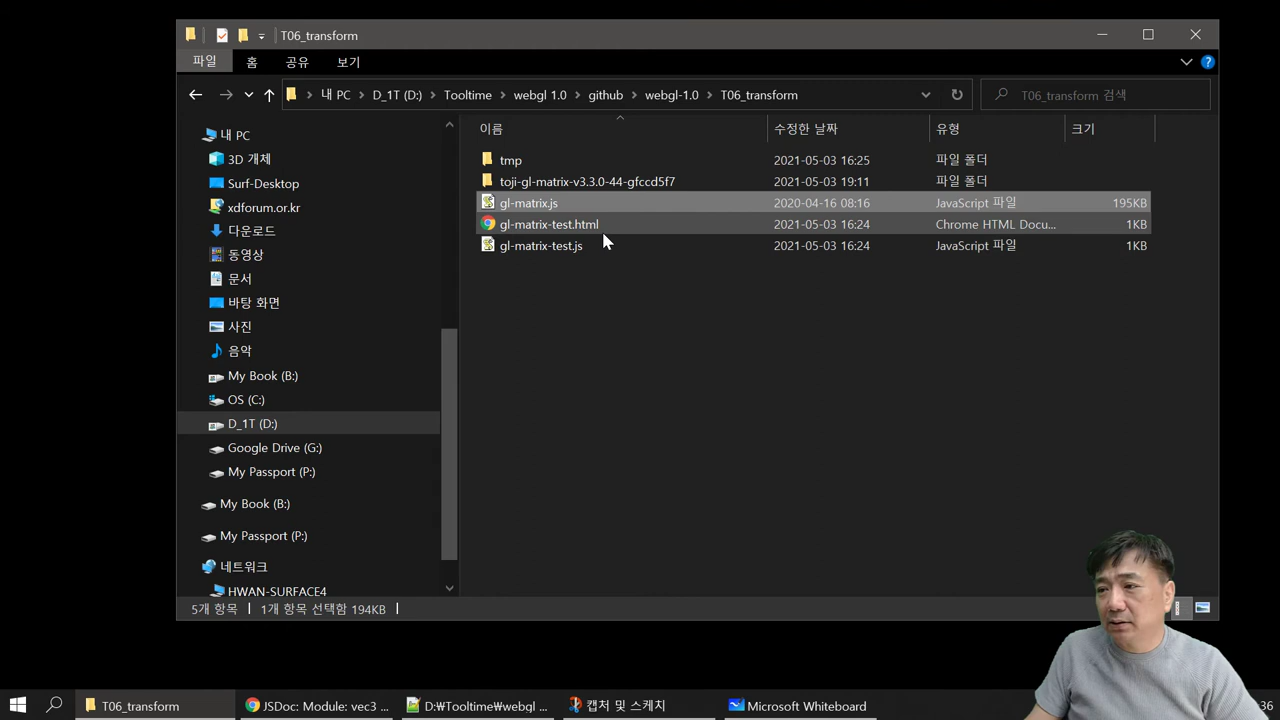 T06_transform
파일 홈 공유 보기
내 PC D_1T (D:) Tooltime webgl 1.0 github webgl-1.0 T06_transform T06_transform 검색
내 PC
3D 개체
Surf-Desktop
xdforum.or.kr
다운로드
동영상
문서
바탕 화면
사진
음악
My Book (B:)
OS (C:)
D_1T (D:)
Google Drive (G:)
My Passport (P:)
My Book (B:)
My Passport (P:)
네트워크
HWAN-SURFACE4
이름 수정한 날짜 유형 크기
tmp 2021-05-03 16:25 파일 폴더
toji-gl-matrix-v3.3.0-44-gfccd5f7 2021-05-03 19:11 파일 폴더
gl-matrix.js 2020-04-16 08:16 JavaScript 파일 195KB
gl-matrix-test.html 2021-05-03 16:24 Chrome HTML Docu... 1KB
gl-matrix-test.js 2021-05-03 16:24 JavaScript 파일 1KB
5개 항목 1개 항목 선택함 194KB
T06_transform JSDoc: Module: vec3 ... D:₩Tooltime₩webgl ... 캡처 및 스케치 Microsoft Whiteboard